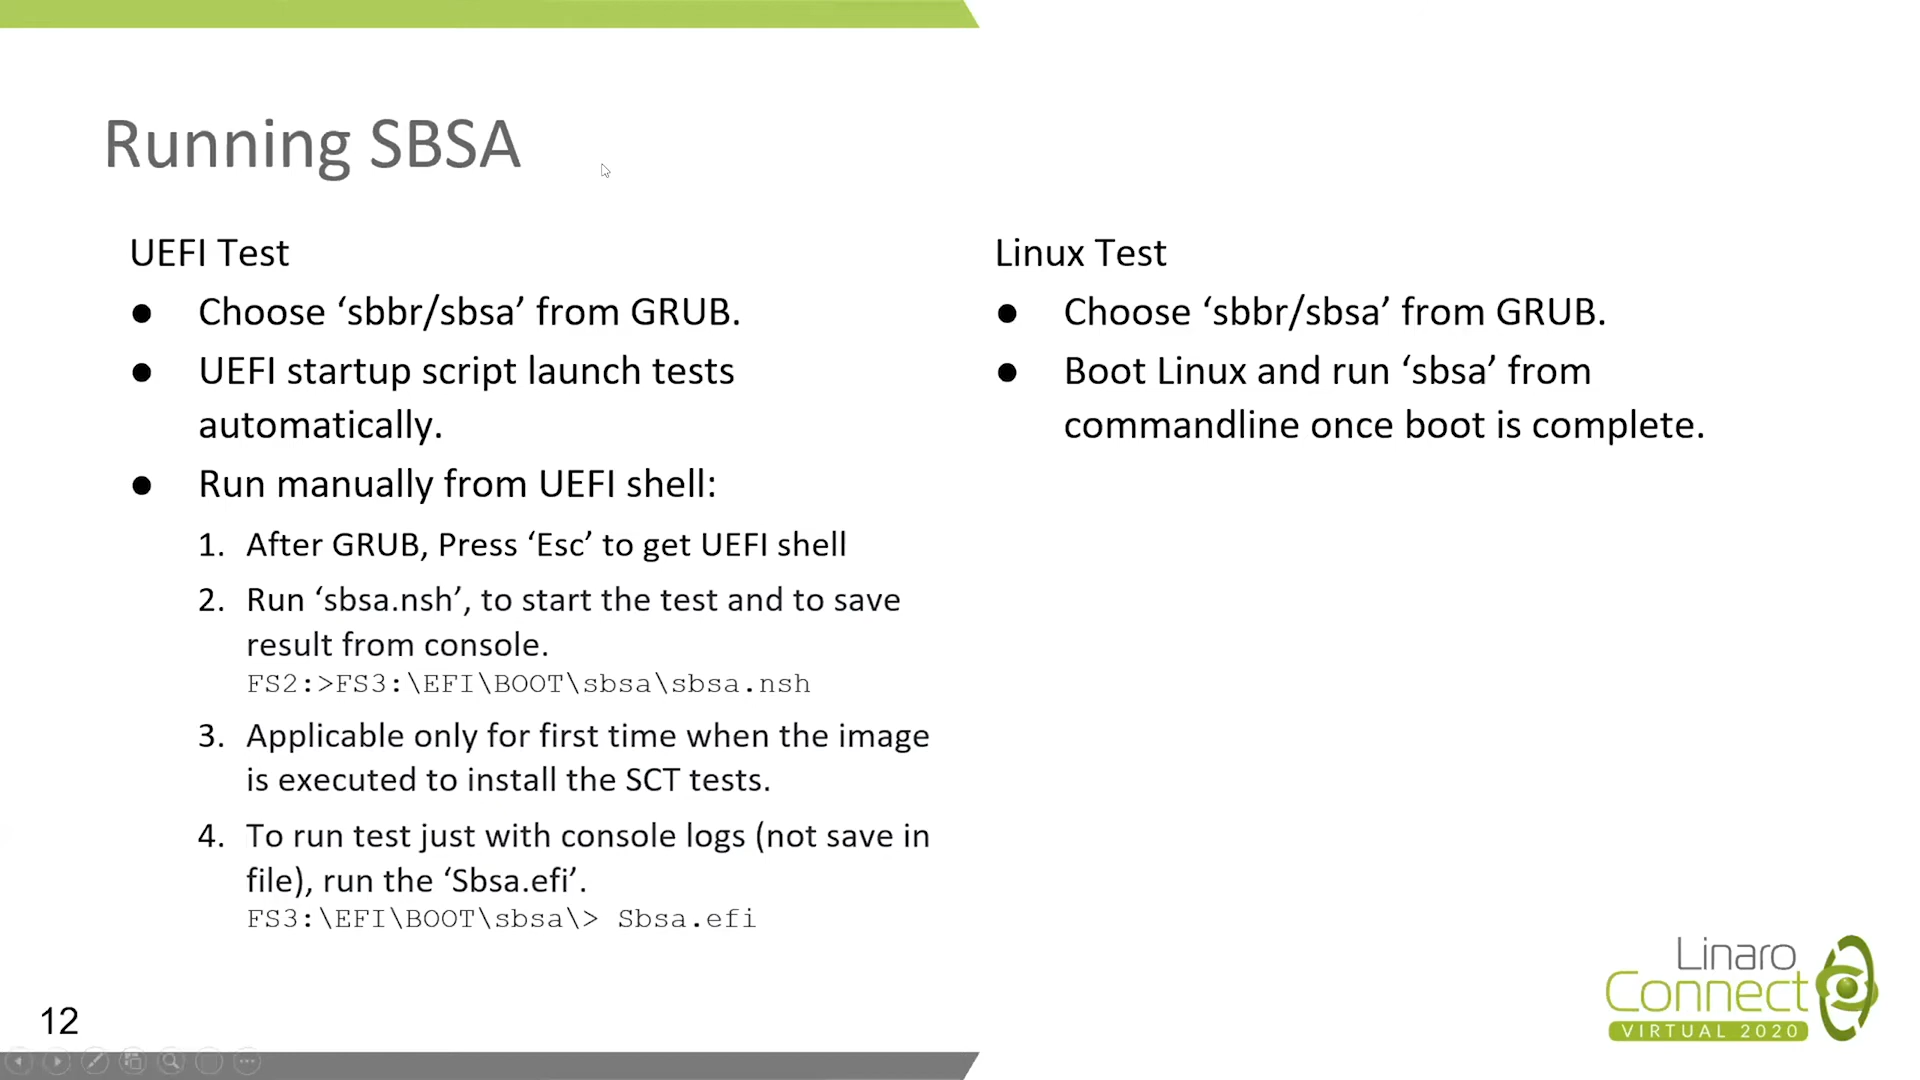 Running SBSA
UEFI Test
● Choose ‘sbbr/sbsa’ from GRUB.
● UEFI startup script launch tests
automatically.
● Run manually from UEFI shell:
1. After GRUB, Press ‘Esc’ to get UEFI shell
2. Run ‘sbsa.nsh’, to start the test and to save
result from console.
FS2:>FS3:\EFI\BOOT\sbsa\sbsa.nsh
3. Applicable only for first time when the image
is executed to install the SCT tests.
4. To run test just with console logs (not save in
file), run the ‘Sbsa.efi’.
FS3:\EFI\BOOT\sbsa\> Sbsa.efi
Linux Test
● Choose ‘sbbr/sbsa’ from GRUB.
● Boot Linux and run ‘sbsa’ from
commandline once boot is complete.
12
Linaro
Connect
VIRTUAL 2020